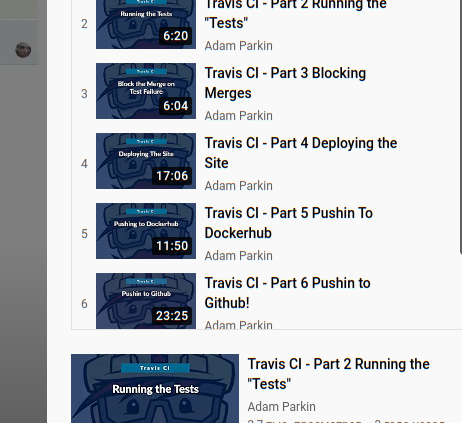 Travis CI - Part 2 Running the
"Tests"
2
Running the Tests
6:20
Adam Parkin
Travis CI
Travis CI - Part 3 Blocking
Merges
3
Block the Merge on
Test Failure
6:04
Adam Parkin
Travis CI
Travis CI - Part 4 Deploying the
Site
4
Deploying The Site
17:06
Adam Parkin
Travis CI
Travis CI - Part 5 Pushin To
Dockerhub
5
Pushing to Dockerhub
11:50
Adam Parkin
Travis CI
Travis CI - Part 6 Pushin to
Github!
6
Pushin to Github
23:25
Adam Parkin
Travis CI
Running the Tests
Travis CI - Part 2 Running the
"Tests"
Adam Parkin